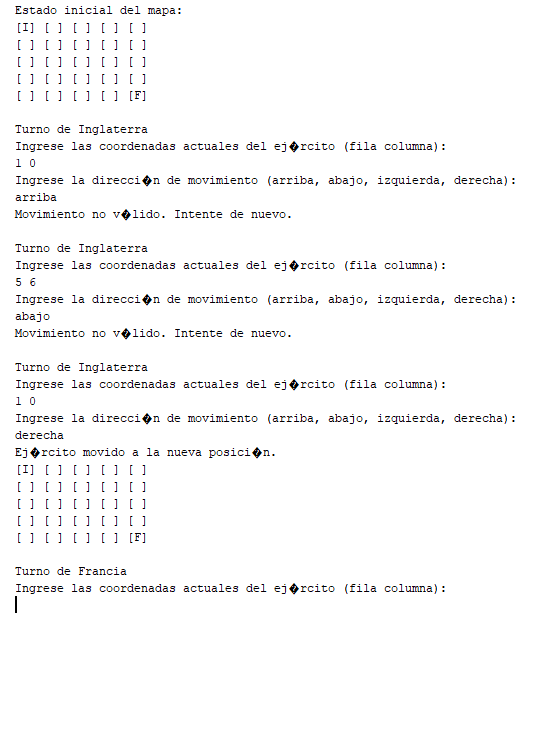 Estado inicial del mapa:
[I] [ ] [ ] [ ] [ ]
[ ] [ ] [ ] [ ] [ ]
[ ] [ ] [ ] [ ] [ ]
[ ] [ ] [ ] [ ] [ ]
[ ] [ ] [ ] [ ] [F]
Turno de Inglaterra
Ingrese las coordenadas actuales del ej�rcito (fila columna):
1 0
Ingrese la direcci�n de movimiento (arriba, abajo, izquierda, derecha):
arriba
Movimiento no v�lido. Intente de nuevo.
Turno de Inglaterra
Ingrese las coordenadas actuales del ej�rcito (fila columna):
5 6
Ingrese la direcci�n de movimiento (arriba, abajo, izquierda, derecha):
abajo
Movimiento no v�lido. Intente de nuevo.
Turno de Inglaterra
Ingrese las coordenadas actuales del ej�rcito (fila columna):
1 0
Ingrese la direcci�n de movimiento (arriba, abajo, izquierda, derecha):
derecha
Ej�rcito movido a la nueva posici�n.
[I] [ ] [ ] [ ] [ ]
[ ] [ ] [ ] [ ] [ ]
[ ] [ ] [ ] [ ] [ ]
[ ] [ ] [ ] [ ] [ ]
[ ] [ ] [ ] [ ] [F]
Turno de Francia
Ingrese las coordenadas actuales del ej�rcito (fila columna):